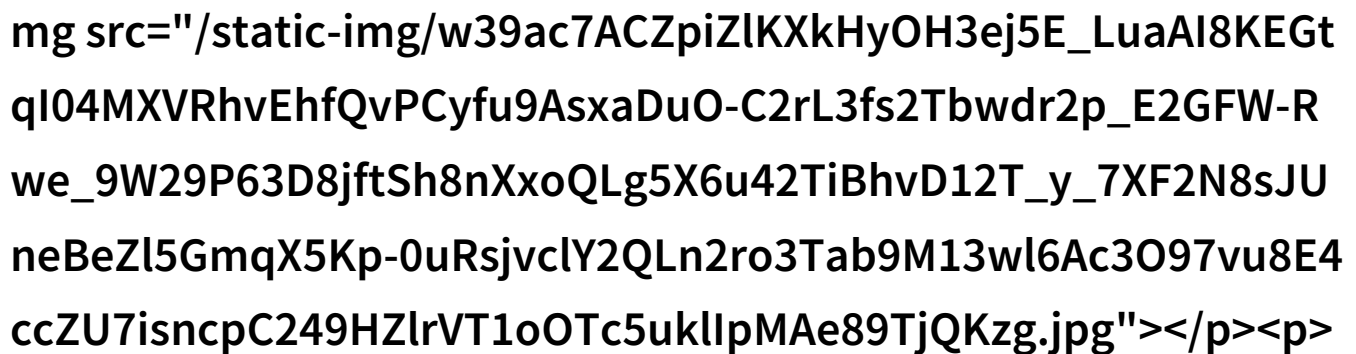 mg src="/static-img/w39ac7ACZpiZlKXkHyOH3ej5E_LuaAI8KEGt
qI04MXVRhvEhfQvPCyfu9AsxaDuO-C2rL3fs2Tbwdr2p_E2GFW-R
we_9W29P63D8jftSh8nXxoQLg5X6u42TiBhvD12T_y_7XF2N8sJU
neBeZl5GmqX5Kp-0uRsjvclY2QLn2ro3Tab9M13wl6Ac3O97vu8E4
ccZU7isncpC249HZlrVT1oOTc5uklIpMAe89TjQKzg.jpg"></p><p>